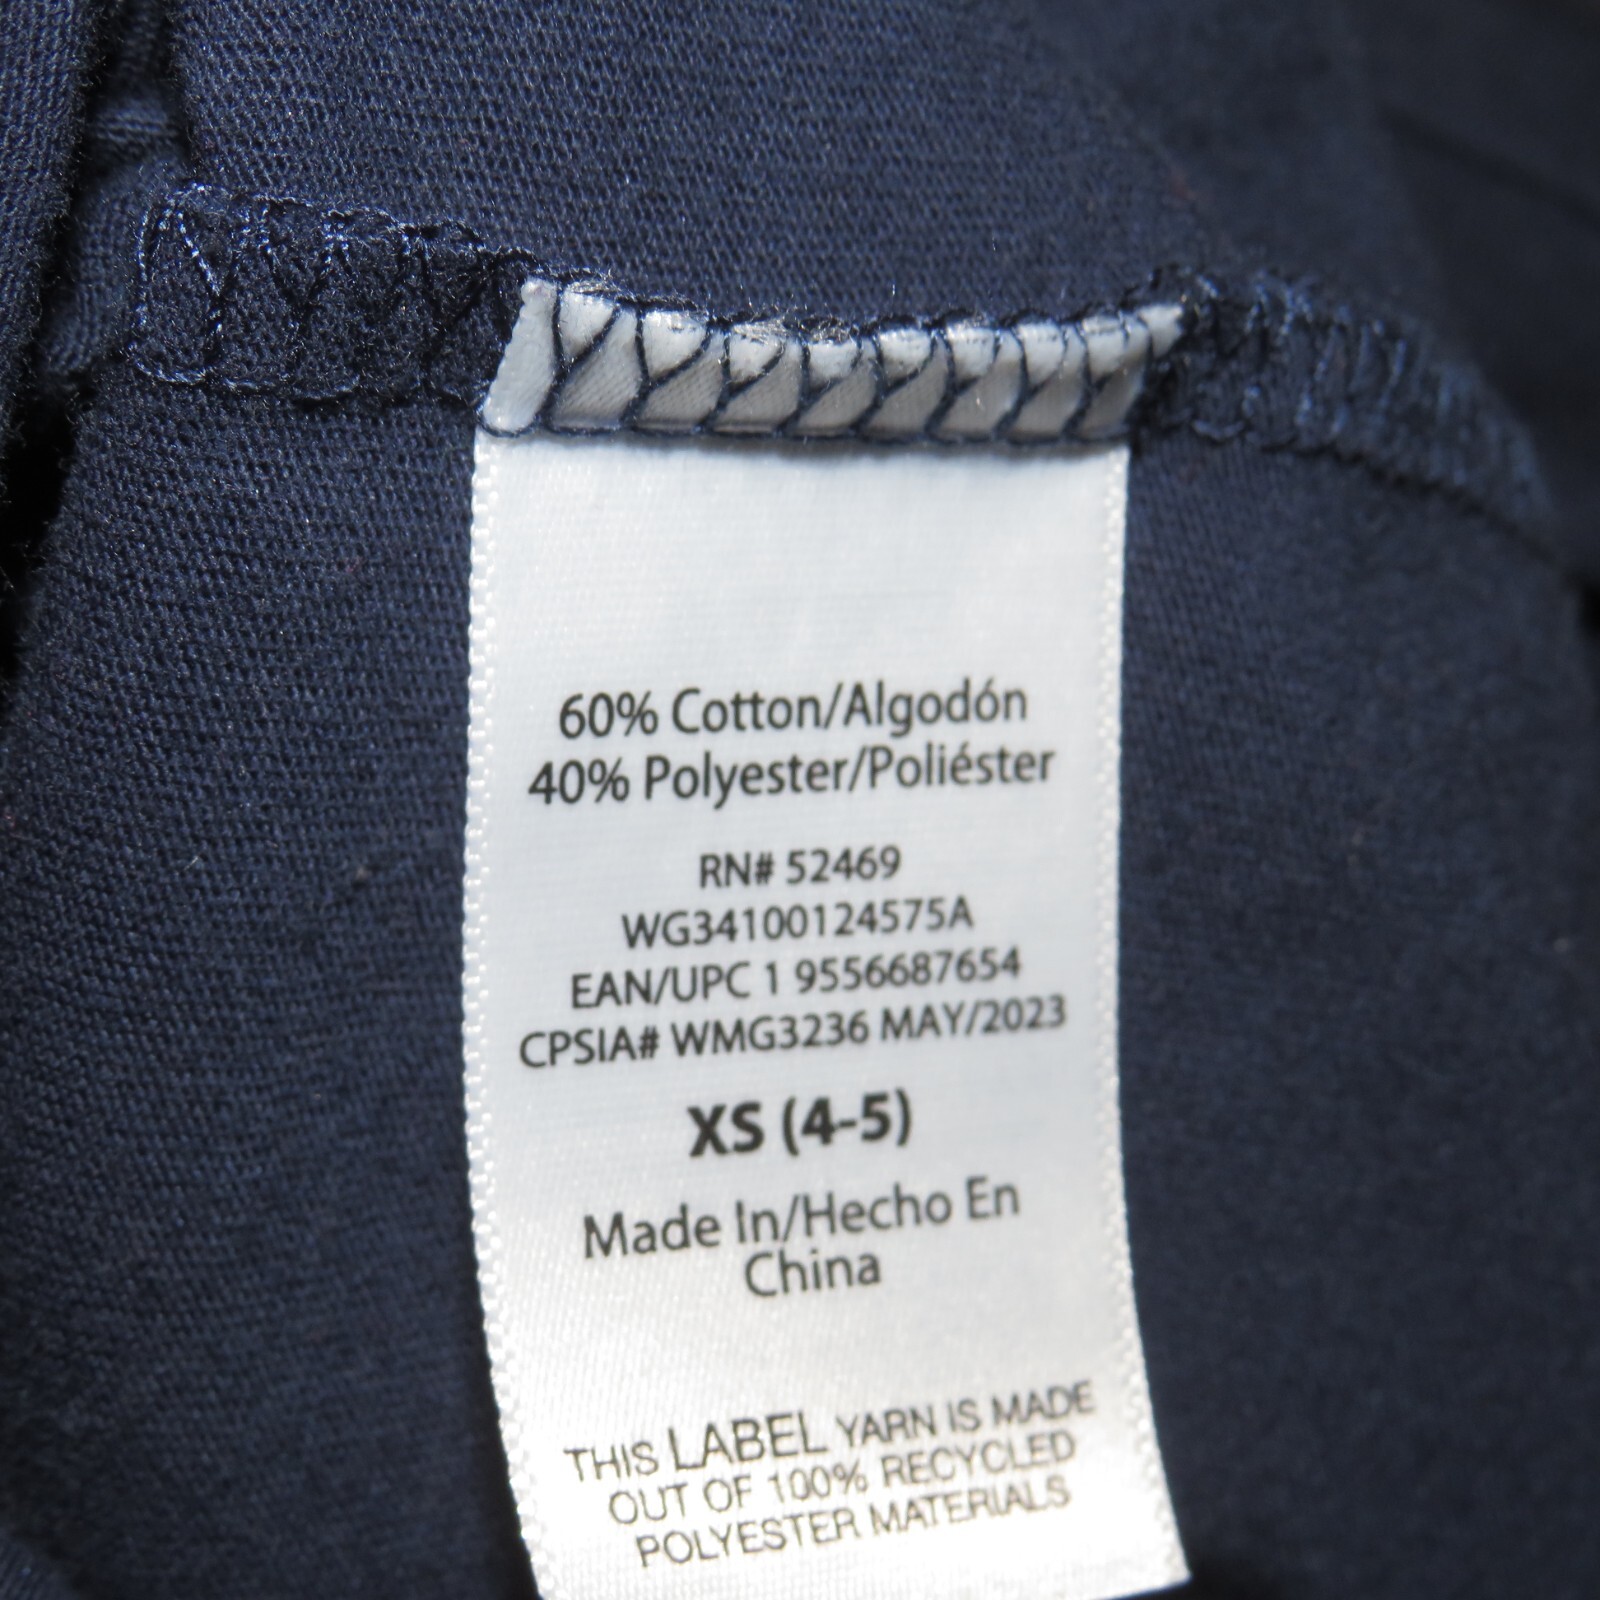 60% Cotton/Algodón
40% Polyester/Poliéster
RN# 52469
WG34100124575A
EAN/UPC 1 9556687654
CPSIA# WMG3236 MAY/2023
XS (4-5)
Made In/Hecho En
China
THIS LABEL YARN IS MADE
OUT OF 100% RECYCLED
POLYESTER MATERIALS